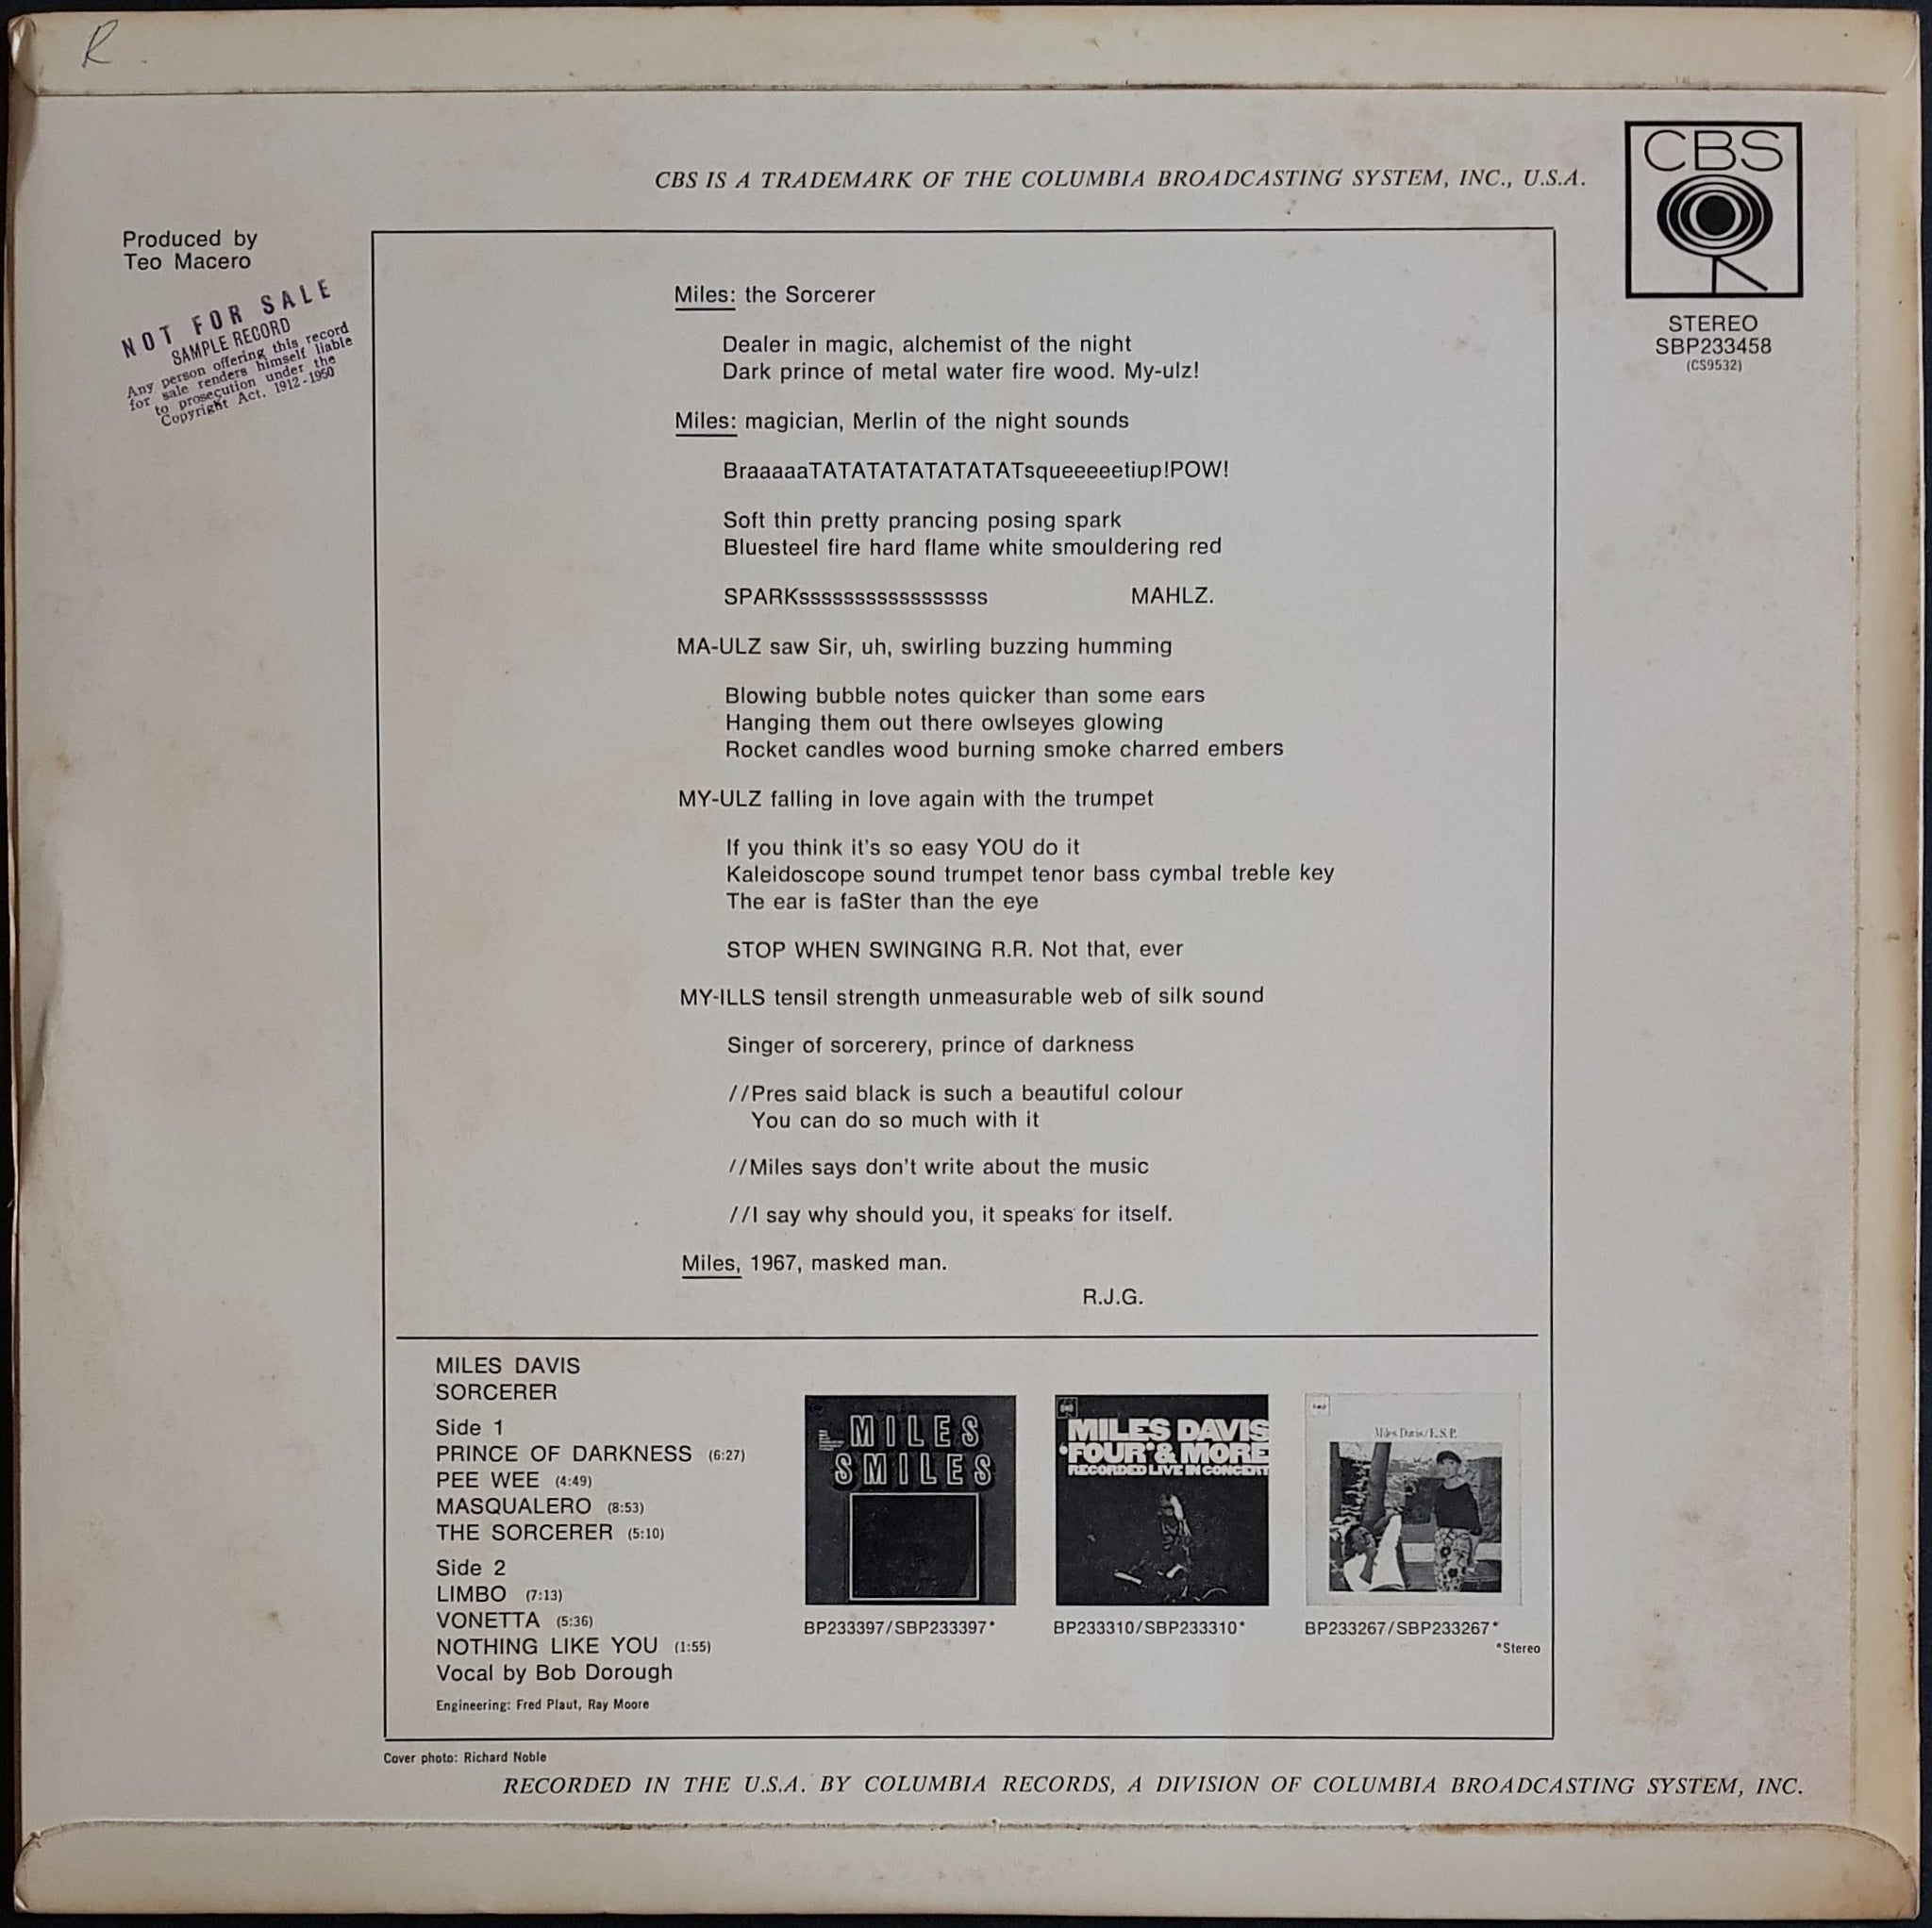 R
CBS
CBS IS A TRADEMARK OF THE COLUMBIA BROADCASTING SYSTEM, INC., U.S.A.
STEREO
SBP233458
(CS9532)
Produced by
Teo Macero
NOT FOR SALE
SAMPLE RECORD
Any person offering this record
for sale renders himself liable
to prosecution under the
Copyright Act. 1912-1950
Miles: the Sorcerer
Dealer in magic, alchemist of the night
Dark prince of metal water fire wood. My-ulz!
Miles: magician, Merlin of the night sounds
BraaaaaTATATATATATATATsqueeeeetiup!POW!
Soft thin pretty prancing posing spark
Bluesteel fire hard flame white smouldering red
SPARKsssssssssssssssss MAHLZ.
MA-ULZ saw Sir, uh, swirling buzzing humming
Blowing bubble notes quicker than some ears
Hanging them out there owlseyes glowing
Rocket candles wood burning smoke charred embers
MY-ULZ falling in love again with the trumpet
If you think it's so easy YOU do it
Kaleidoscope sound trumpet tenor bass cymbal treble key
The ear is faSter than the eye
STOP WHEN SWINGING R.R. Not that, ever
MY-ILLS tensil strength unmeasurable web of silk sound
Singer of sorcerery, prince of darkness
//Pres said black is such a beautiful colour
You can do so much with it
//Miles says don't write about the music
//I say why should you, it speaks for itself.
Miles, 1967, masked man.
R.J.G.
MILES DAVIS
SORCERER
Side 1
PRINCE OF DARKNESS (6:27)
PEE WEE (4:49)
MASQUALERO (8:53)
THE SORCERER (5:10)
Side 2
LIMBO (7:13)
VONETTA (5:36)
NOTHING LIKE YOU (1:55)
Vocal by Bob Dorough
Engineering: Fred Plaut, Ray Moore
MILES
SMILES
BP233397/SBP233397*
MILES DAVIS
'FOUR' & MORE
RECORDED LIVE IN CONCERT
BP233310/SBP233310*
Miles Davis/E.S.P.
BP233267/SBP233267*
*Stereo
Cover photo: Richard Noble
RECORDED IN THE U.S.A. BY COLUMBIA RECORDS, A DIVISION OF COLUMBIA BROADCASTING SYSTEM, INC.